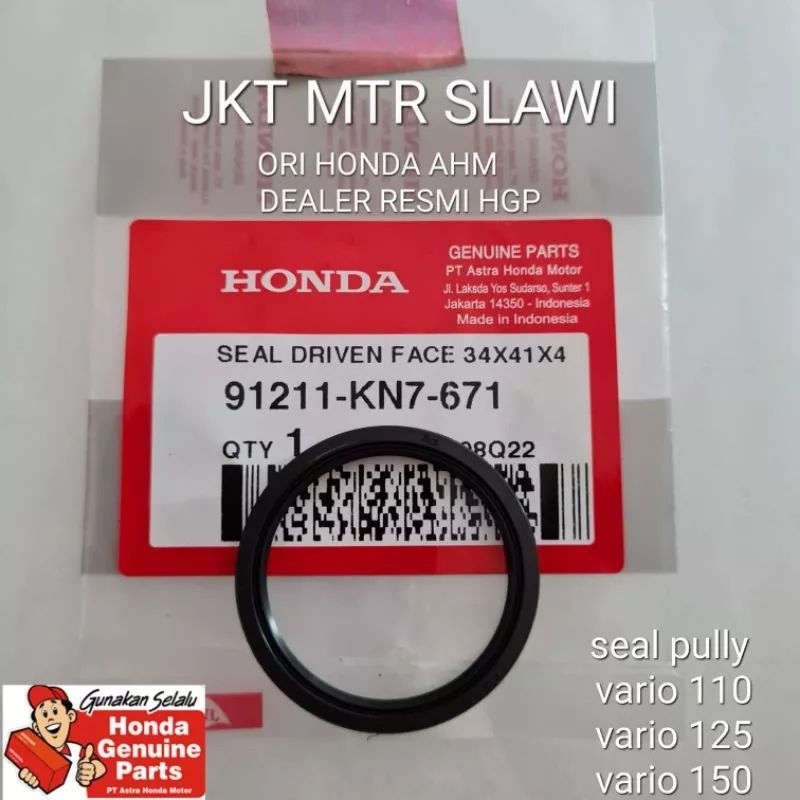 JKT MTR SLAWI
ORI HONDA AHM
DEALER RESMI HGP
HONDA
GENUINE PARTS
PT Astra Honda Motor
Jl. Laksda Yos Sudarso, Sunter 1
Jakarta 14350 - Indonesia
Made in Indonesia
SEAL DRIVEN FACE 34X41X4
91211-KN7-671
QTY 1
08Q22
seal pully
vario 110
vario 125
vario 150
Gunakan Selalu
Honda
Genuine
Parts
PT Astra Honda Motor